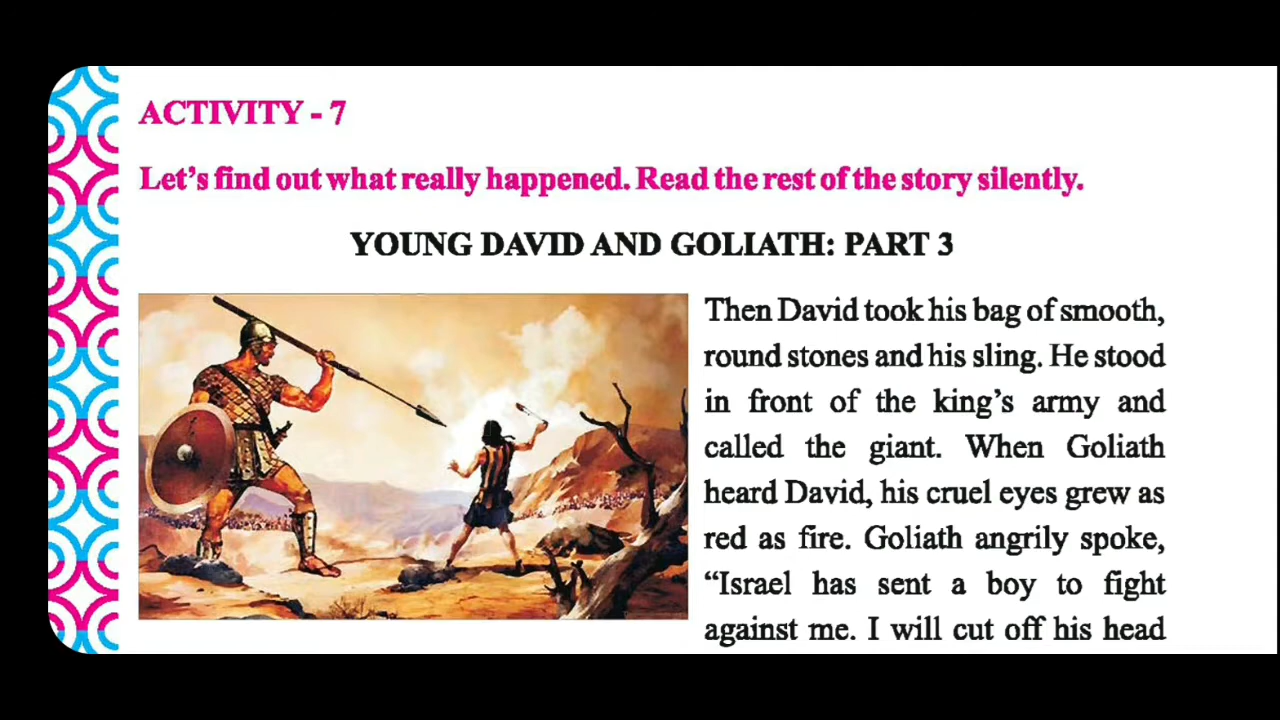 ACTIVITY - 7
Let's find out what really happened. Read the rest of the story silently.
YOUNG DAVID AND GOLIATH: PART 3
Then David took his bag of smooth,
round stones and his sling. He stood
in front of the king's army and
called the giant. When Goliath
heard David, his cruel eyes grew as
red as fire. Goliath angrily spoke,
“Israel has sent a boy to fight
against me. I will cut off his head